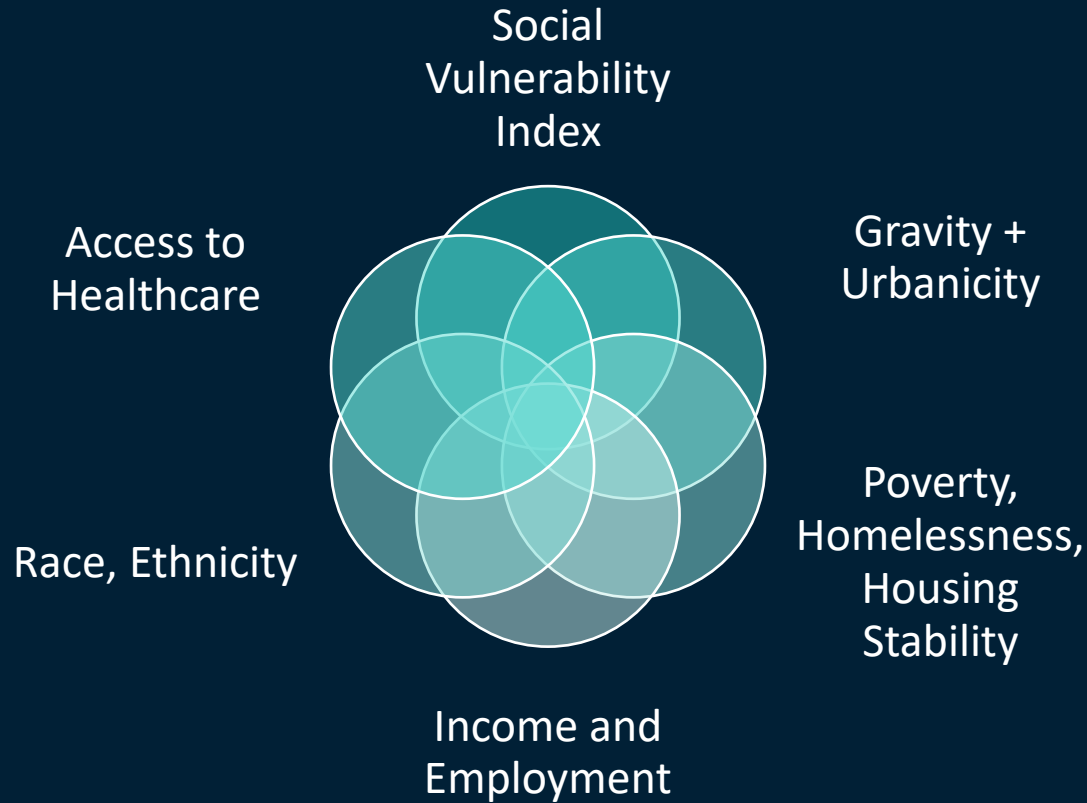 Social
Vulnerability
Index
Gravity +
Urbanicity
Poverty,
Homelessness,
Housing
Stability
Income and
Employment
Race, Ethnicity
Access to
Healthcare